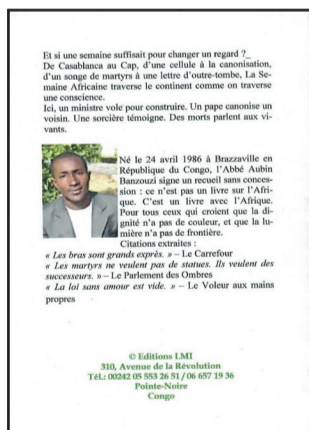 Et si une semaine suffisait pour changer un regard ?_
De Casablanca au Cap, d'une cellule à la canonisation,
d'un songe de martyrs à une lettre d'outre-tombe, La Se-
maine Africaine traverse le continent comme on traverse
une conscience.
Ici, un ministre vole pour construire. Un pape canonise un
voisin. Une sorcière témoigne. Des morts parlent aux vi-
vants.
Né le 24 avril 1986 à Brazzaville en
République du Congo, l'Abbé Aubin
Banzouzi signe un recueil sans conces-
sion : ce n'est pas un livre sur l'Afri-
que. C'est un livre avec l'Afrique.
Pour tous ceux qui croient que la di-
gnité n'a pas de couleur, et que la lu-
mière n'a pas de frontière.
Citations extraites :
« Les bras sont grands exprès. » – Le Carrefour
« Les martyrs ne veulent pas de statues. Ils veulent des
successeurs. » – Le Parlement des Ombres
« La loi sans amour est vide. » – Le Voleur aux mains
propres
© Editions LMI
310, Avenue de la Révolution
Tél.: 00242 05 553 26 51 / 06 657 19 36
Pointe-Noire
Congo